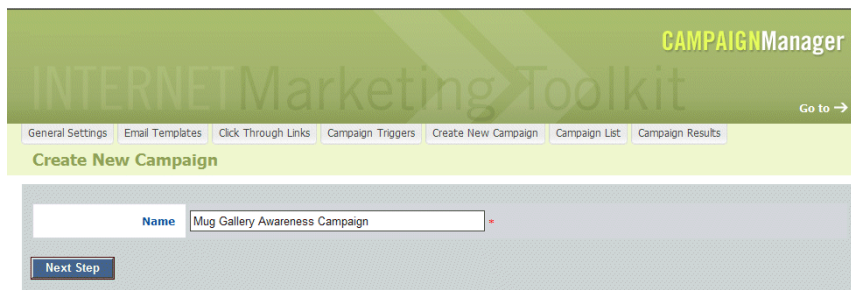 CAMPAIGNManager
INTERNETMarketing Toolkit
Go to →
General Settings Email Templates Click Through Links Campaign Triggers Create New Campaign Campaign List Campaign Results
Create New Campaign
Name Mug Gallery Awareness Campaign *
Next Step